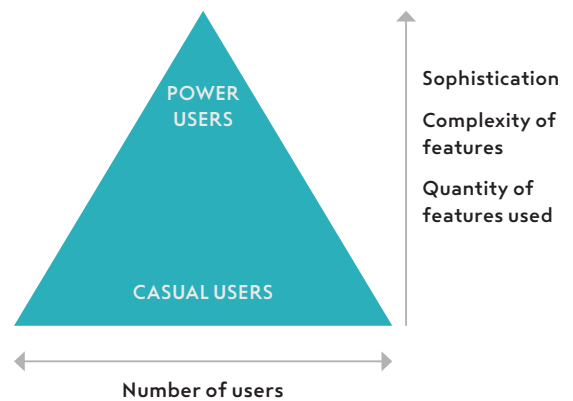 POWER
USERS
Sophistication
Complexity of
features
Quantity of
features used
CASUAL USERS
Number of users